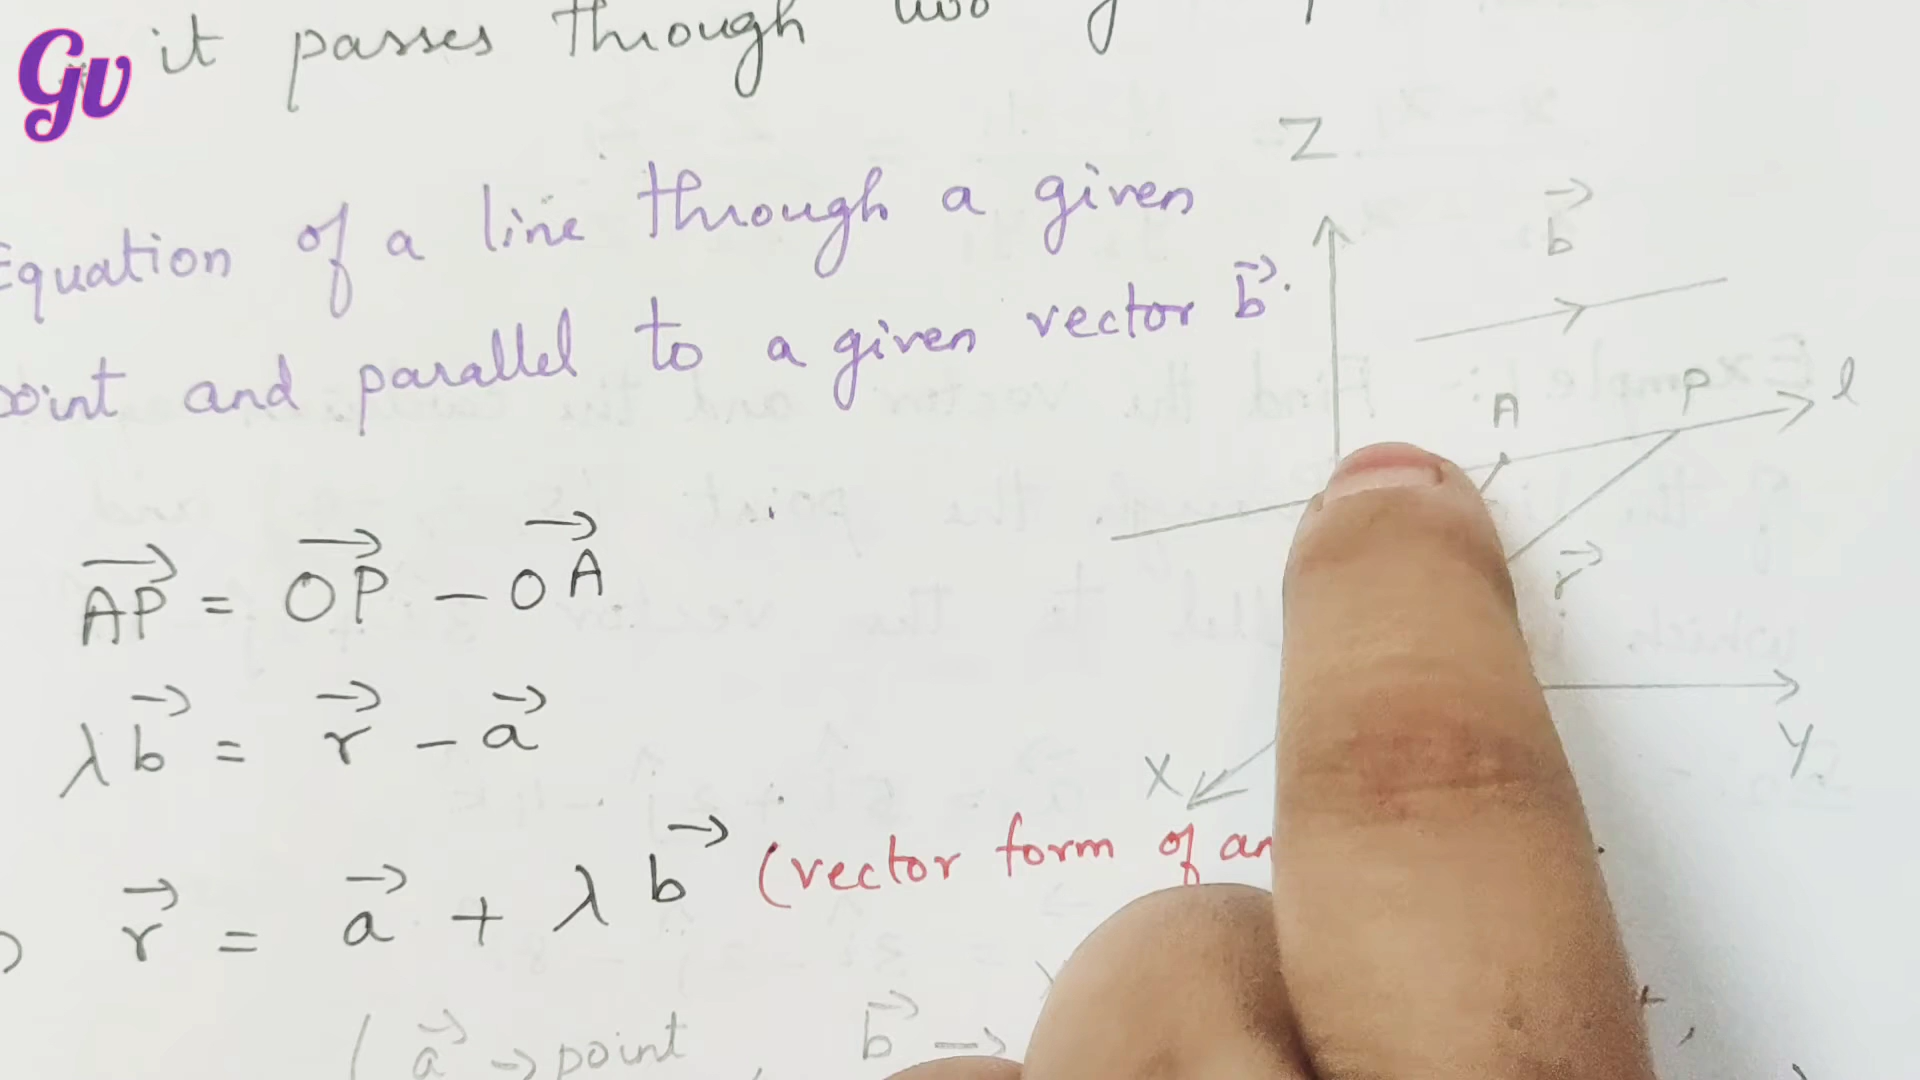 GV
it passes through two
Equation of a line through a given
point and parallel to a given vector b⃗.
Z
b⃗
A
P
l
r⃗
Y
X
AP⃗ = OP⃗ – OA⃗
λb⃗ = r⃗ – a⃗
r⃗ = a⃗ + λ b⃗ (vector form of an
( a⃗ → point , b⃗ →